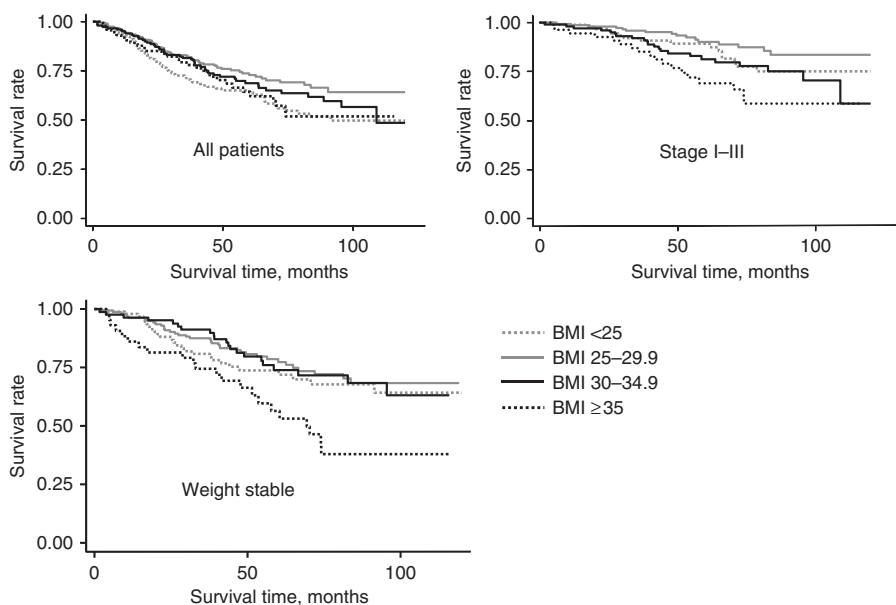 1.00
0.75
0.50
0.25
0.00
Survival rate
All patients
0
50
100
Survival time, months
1.00
0.75
0.50
0.25
0.00
Survival rate
Stage I–III
0
50
100
Survival time, months
1.00
0.75
0.50
0.25
0.00
Survival rate
Weight stable
0
50
100
Survival time, months
BMI <25
BMI 25–29.9
BMI 30–34.9
BMI ≥35